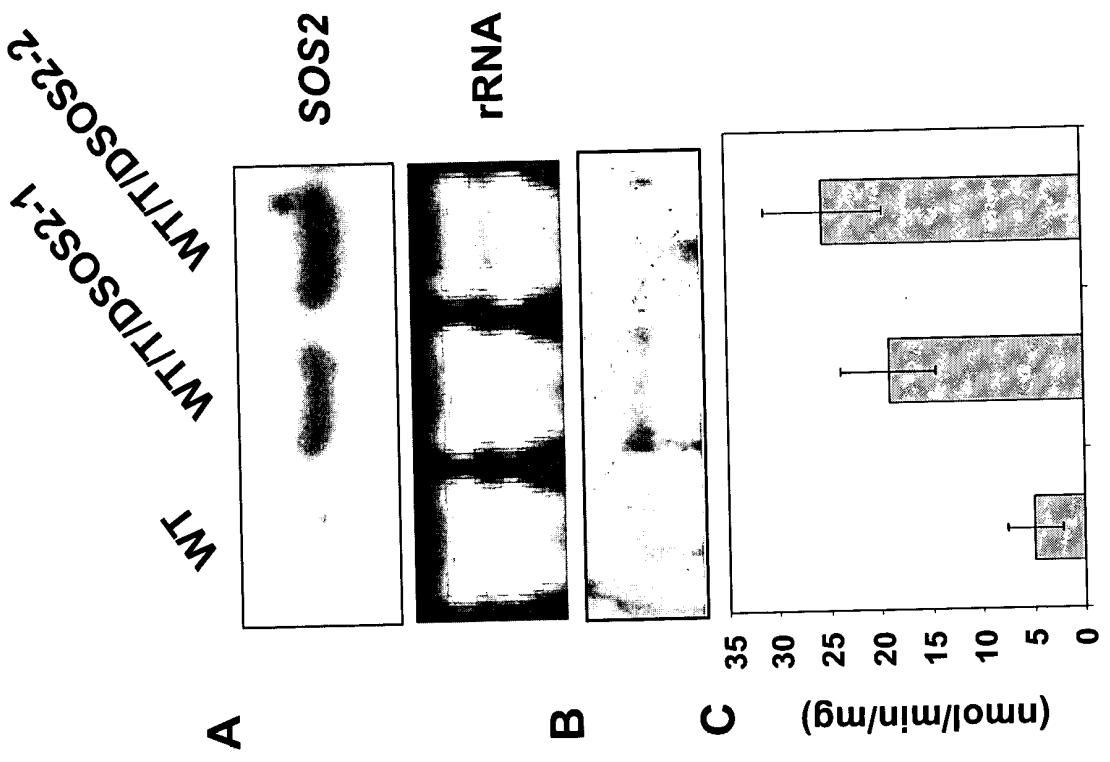 WT
WT/T/DSOS2-1
WT/T/DSOS2-2
A
SOS2
rRNA
B
C
35
30
25
20
15
10
5
0
(nmol/min/mg)